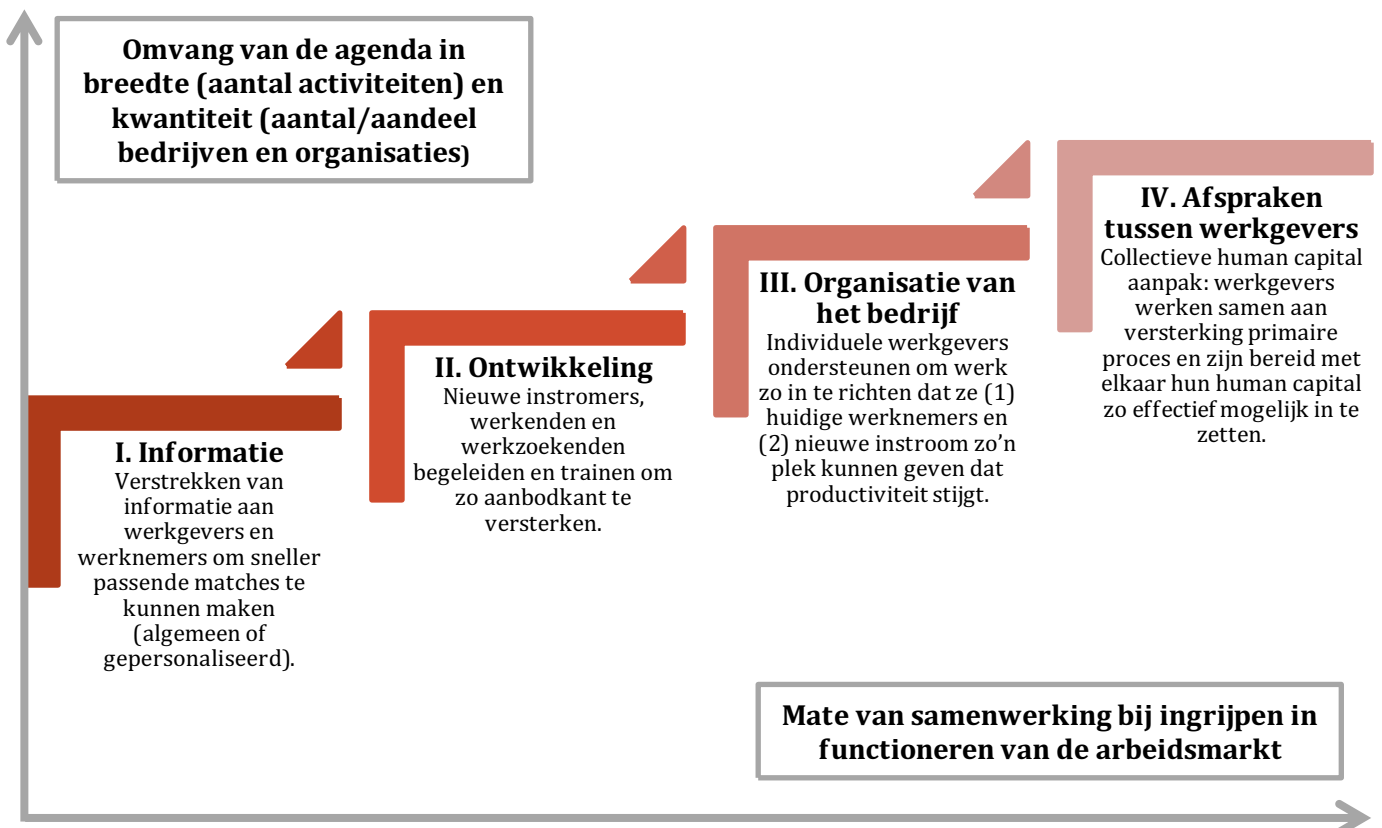 Omvang van de agenda in
breedte (aantal activiteiten) en
kwantiteit (aantal/aandeel
bedrijven en organisaties)
I. Informatie
Verstrekken van
informatie aan
werkgevers en
werknemers om sneller
passende matches te
kunnen maken
(algemeen of
gepersonaliseerd).
II. Ontwikkeling
Nieuwe instromers,
werkenden en
werkzoekenden
begeleiden en trainen om
zo aanbodkant te
versterken.
III. Organisatie van
het bedrijf
Individuele werkgevers
ondersteunen om werk
zo in te richten dat ze (1)
huidige werknemers en
(2) nieuwe instroom zo’n
plek kunnen geven dat
productiviteit stijgt.
IV. Afspraken
tussen werkgevers
Collectieve human capital
aanpak: werkgevers
werken samen aan
versterking primaire
proces en zijn bereid met
elkaar hun human capital
zo effectief mogelijk in te
zetten.
Mate van samenwerking bij ingrijpen in
functioneren van de arbeidsmarkt